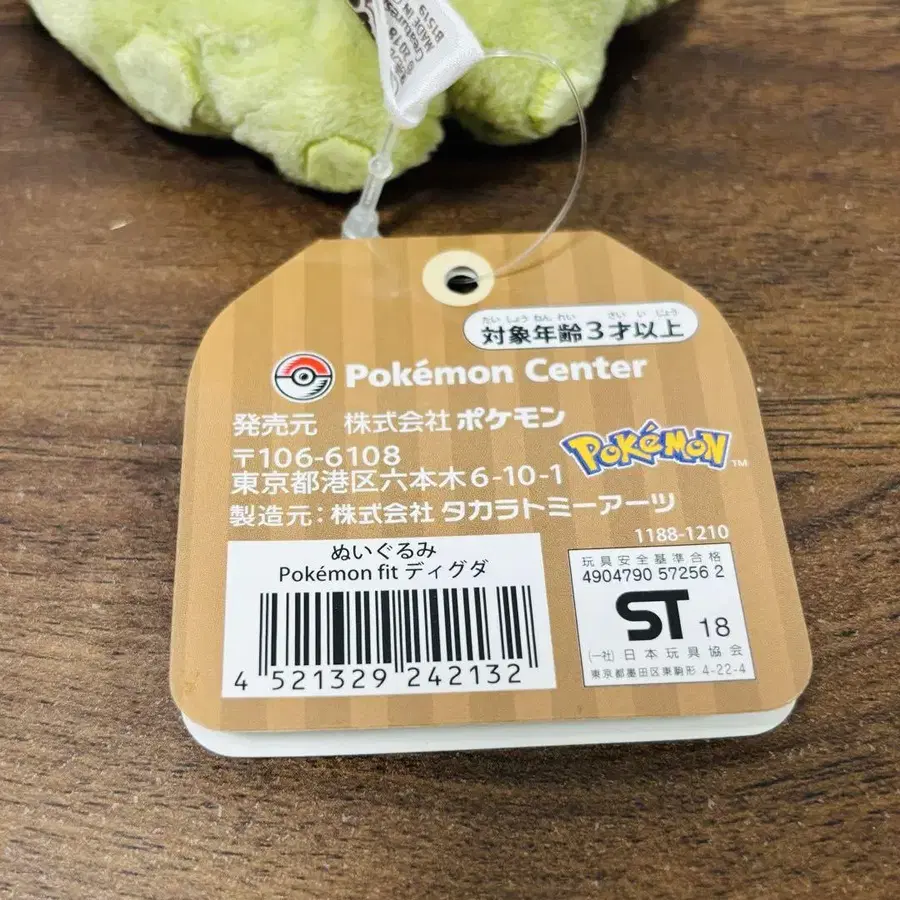 © 2018
MADE IN
B1519
たいしょうねんれい さいいじょう
対象年齢3才以上
Pokémon Center
発売元 株式会社 ポケモン
〒106-6108
東京都港区六本木6-10-1
POKÉMON™
製造元：株式会社 タカラトミーアーツ
1188-1210
ぬいぐるみ
Pokémon fit ディグダ
4 521329 242132
玩具安全基準合格
4904790 57256 2
ST 18
(一社) 日本玩具協会
東京都墨田区東駒形 4-22-4